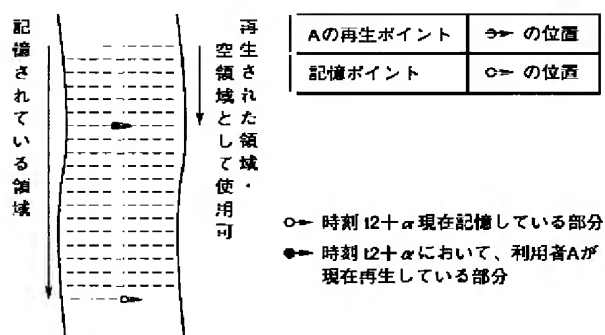 記憶されている領域
再生された領域・
空領域として使用可
Aの再生ポイント
の位置
記憶ポイント
の位置
時刻t2+α現在記憶している部分
時刻t2+αにおいて、利用者Aが
現在再生している部分